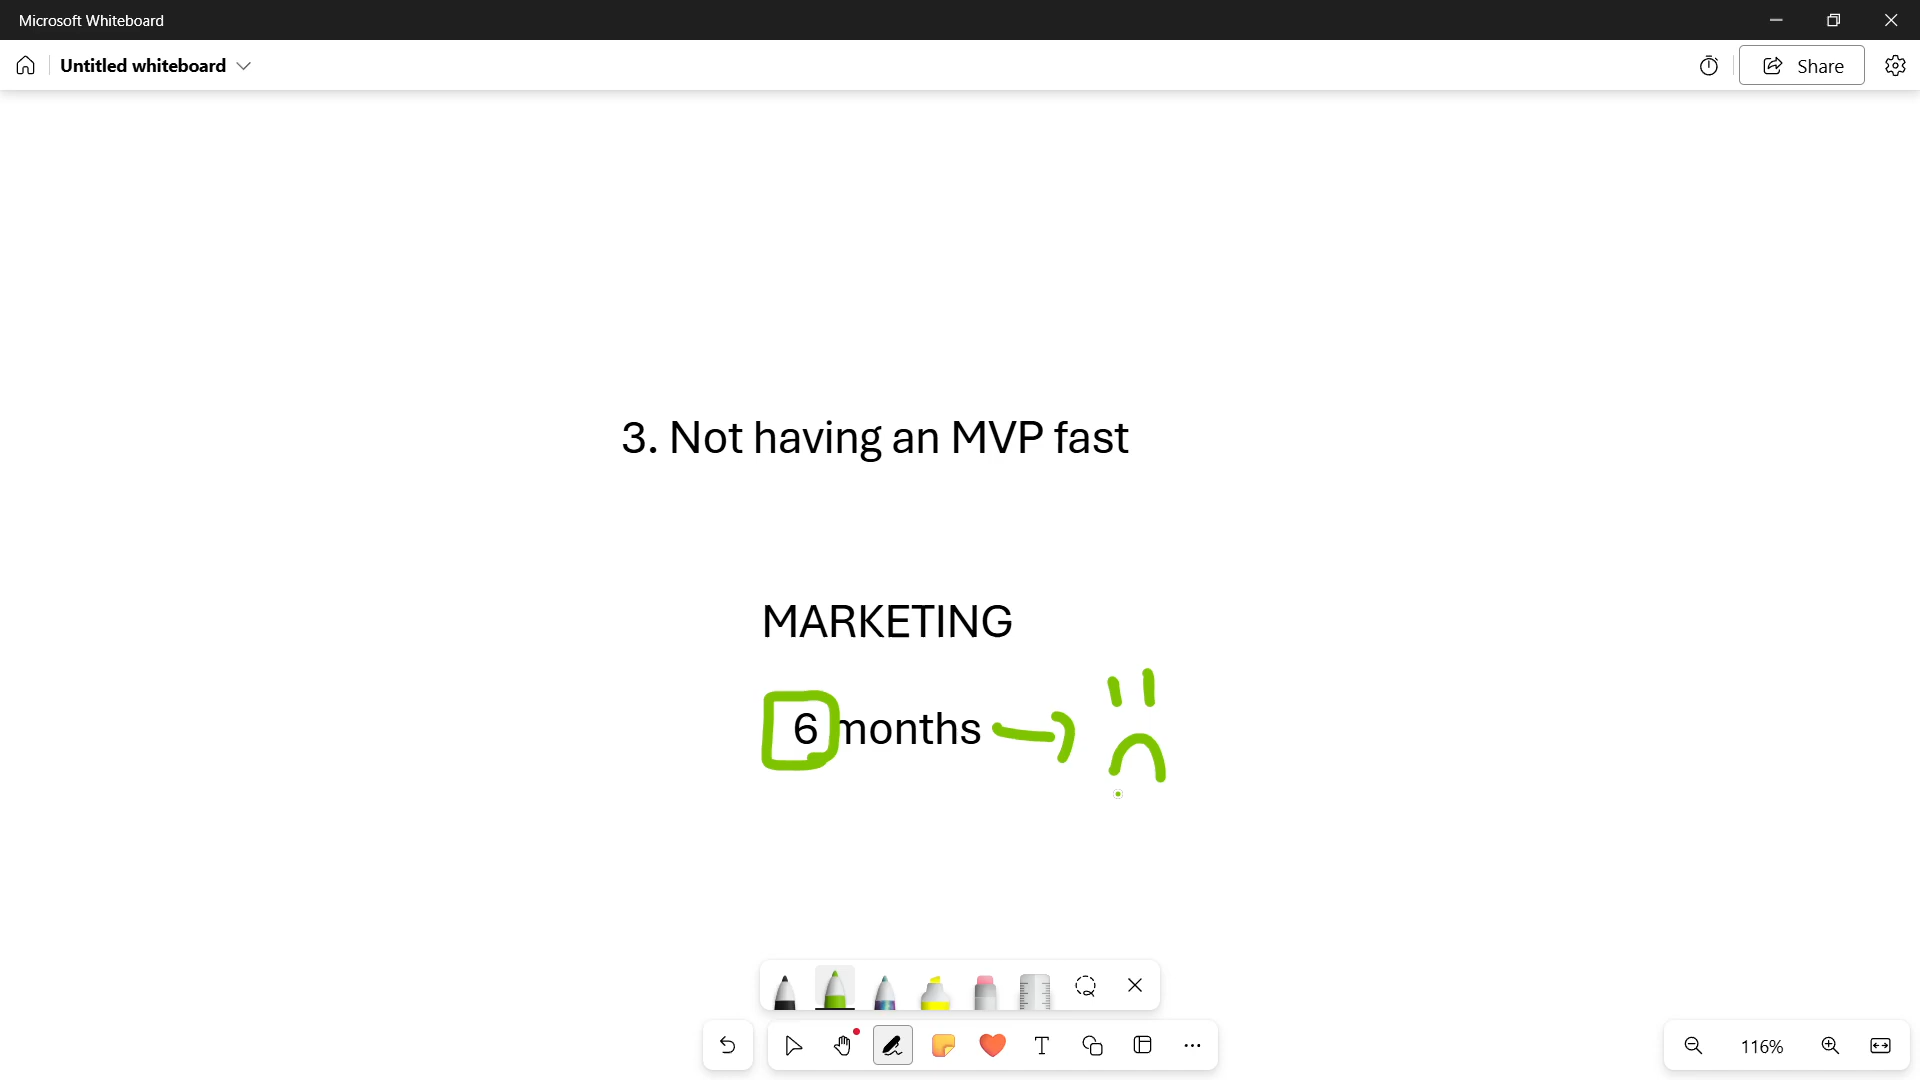 Microsoft Whiteboard
Untitled whiteboard
Share
3. Not having an MVP fast
MARKETING
6 months
116%